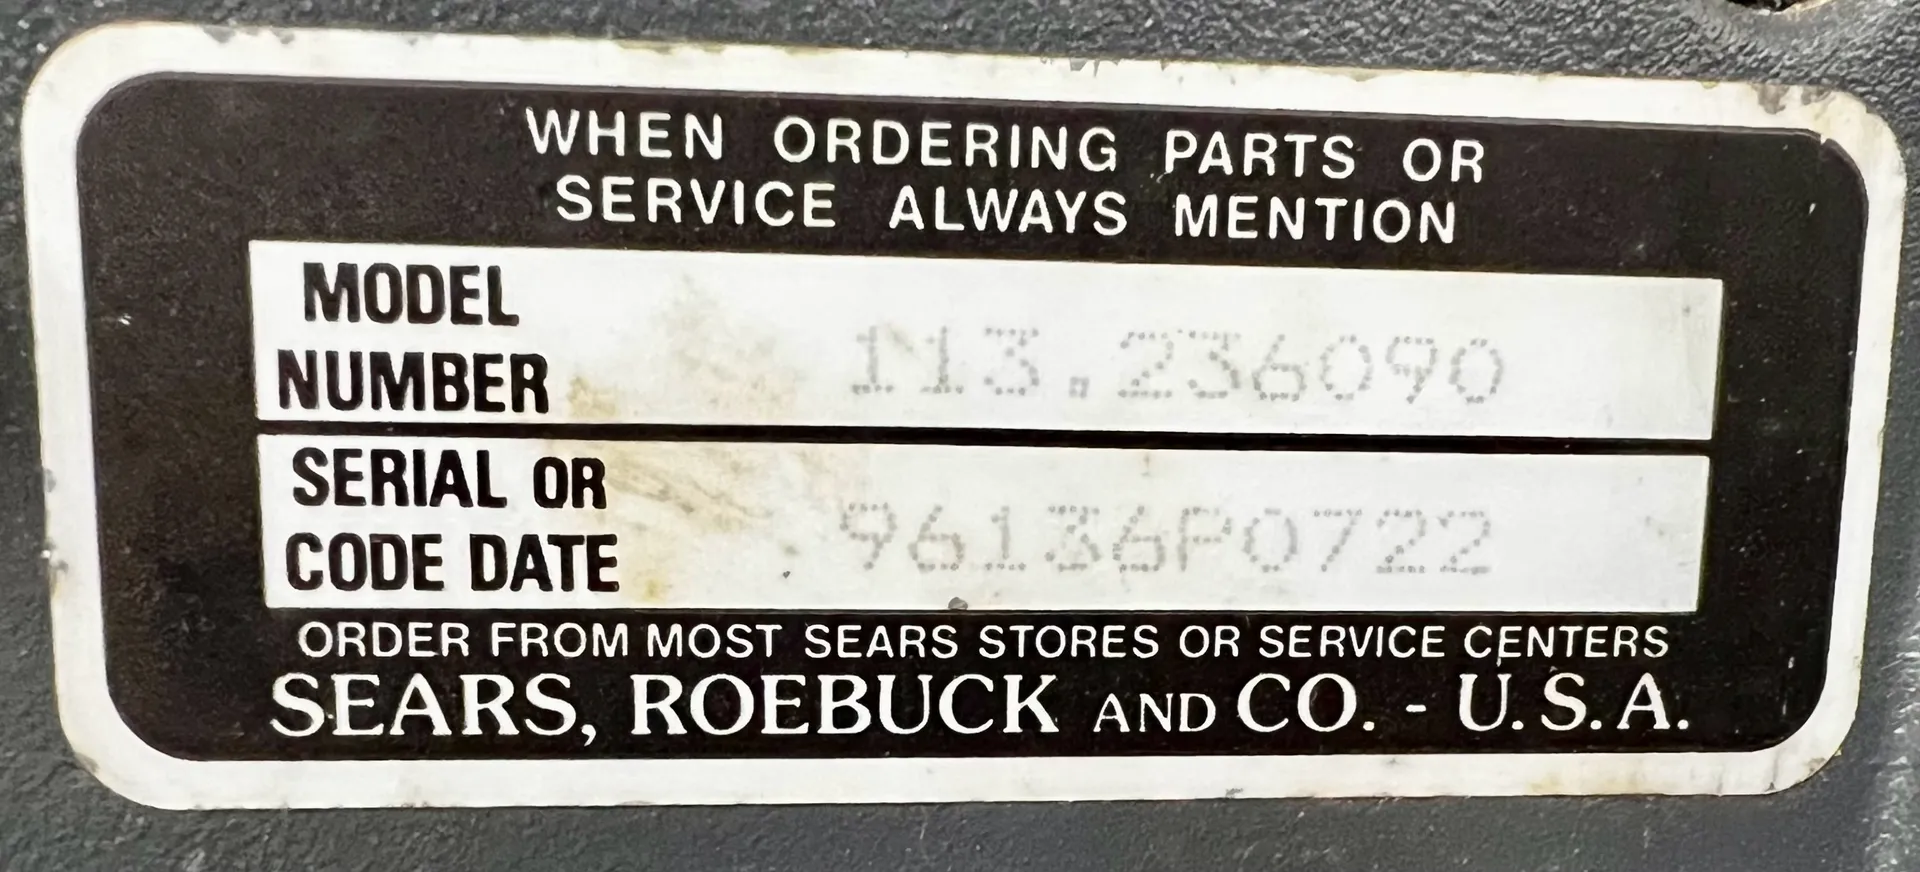 WHEN ORDERING PARTS OR
SERVICE ALWAYS MENTION
MODEL
NUMBER
113.236090
SERIAL OR
CODE DATE
96136P0722
ORDER FROM MOST SEARS STORES OR SERVICE CENTERS
SEARS, ROEBUCK AND CO. - U.S.A.